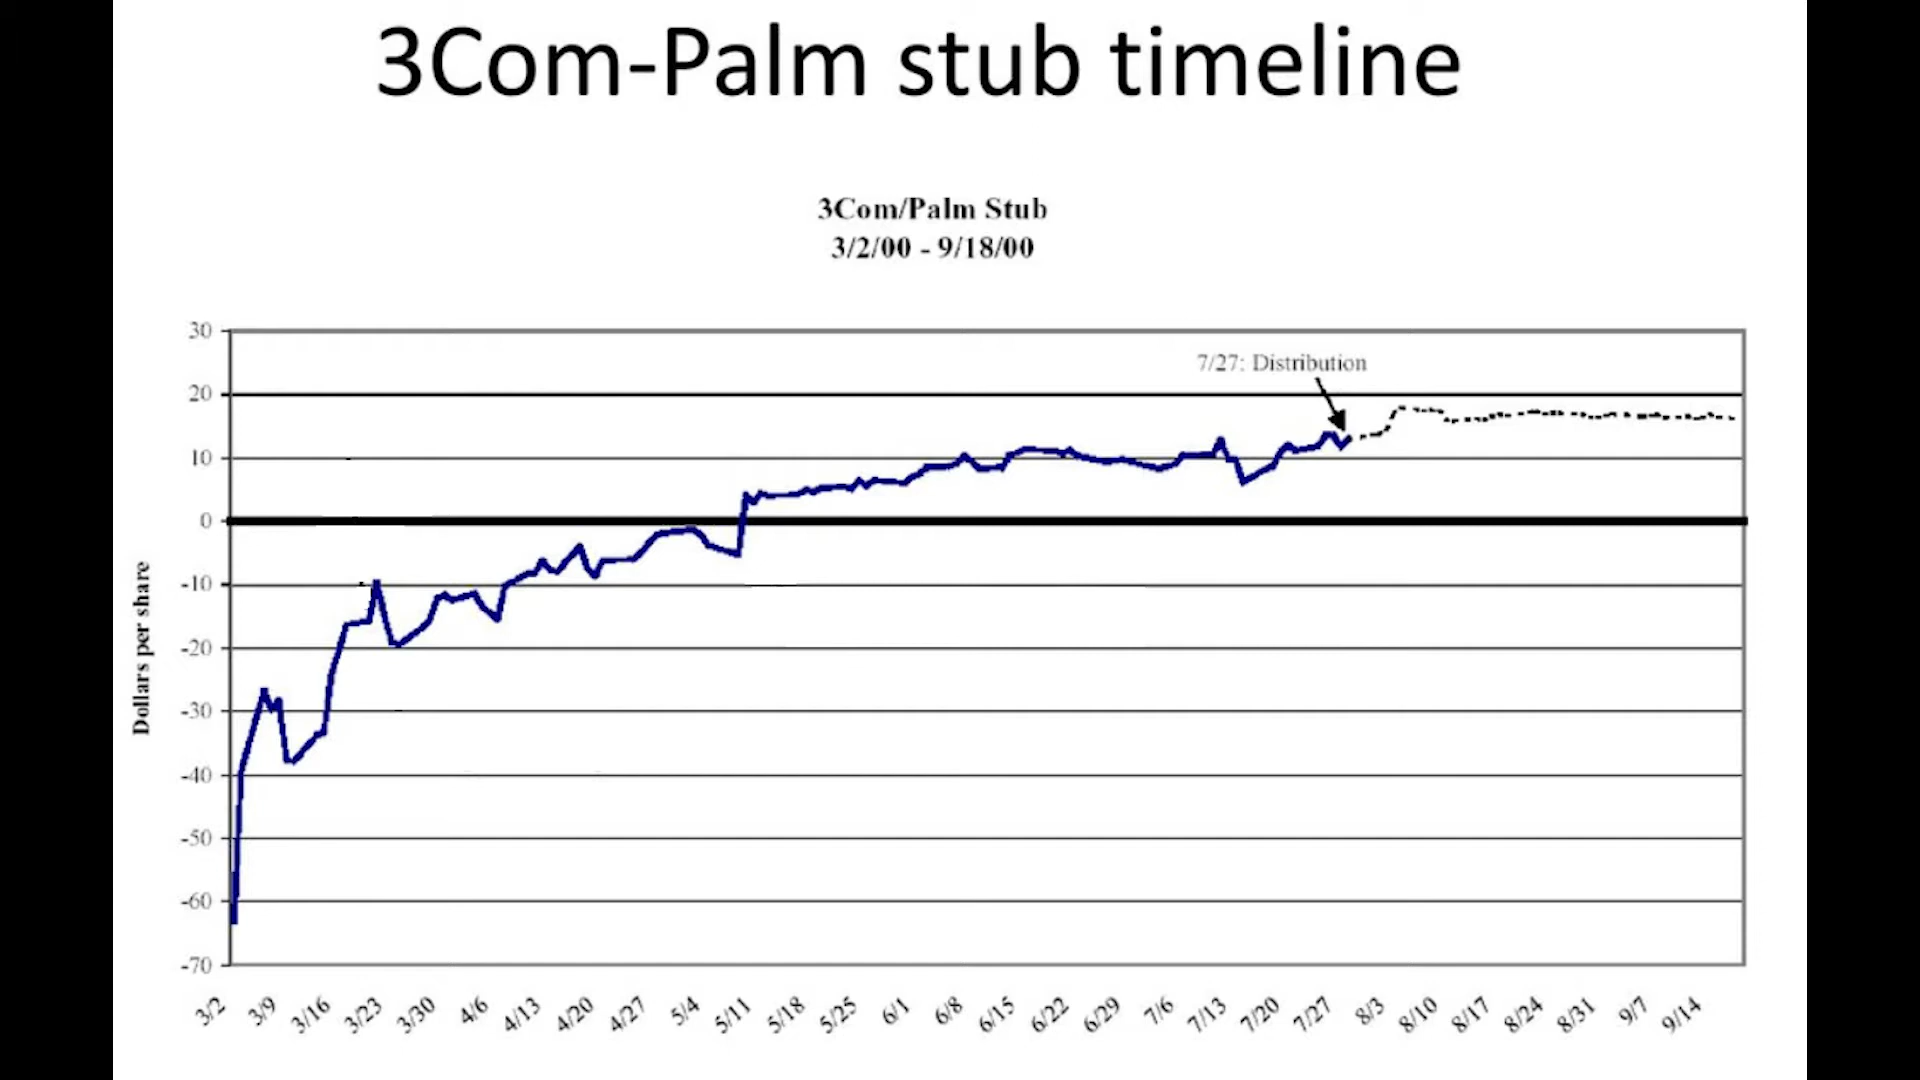 3Com-Palm stub timeline
3Com/Palm Stub
3/2/00 - 9/18/00
7/27: Distribution
Dollars per share
30
20
10
0
-10
-20
-30
-40
-50
-60
-70
3/2 3/9 3/16 3/23 3/30 4/6 4/13 4/20 4/27 5/4 5/11 5/18 5/25 6/1 6/8 6/15 6/22 6/29 7/6 7/13 7/20 7/27 8/3 8/10 8/17 8/24 8/31 9/7 9/14